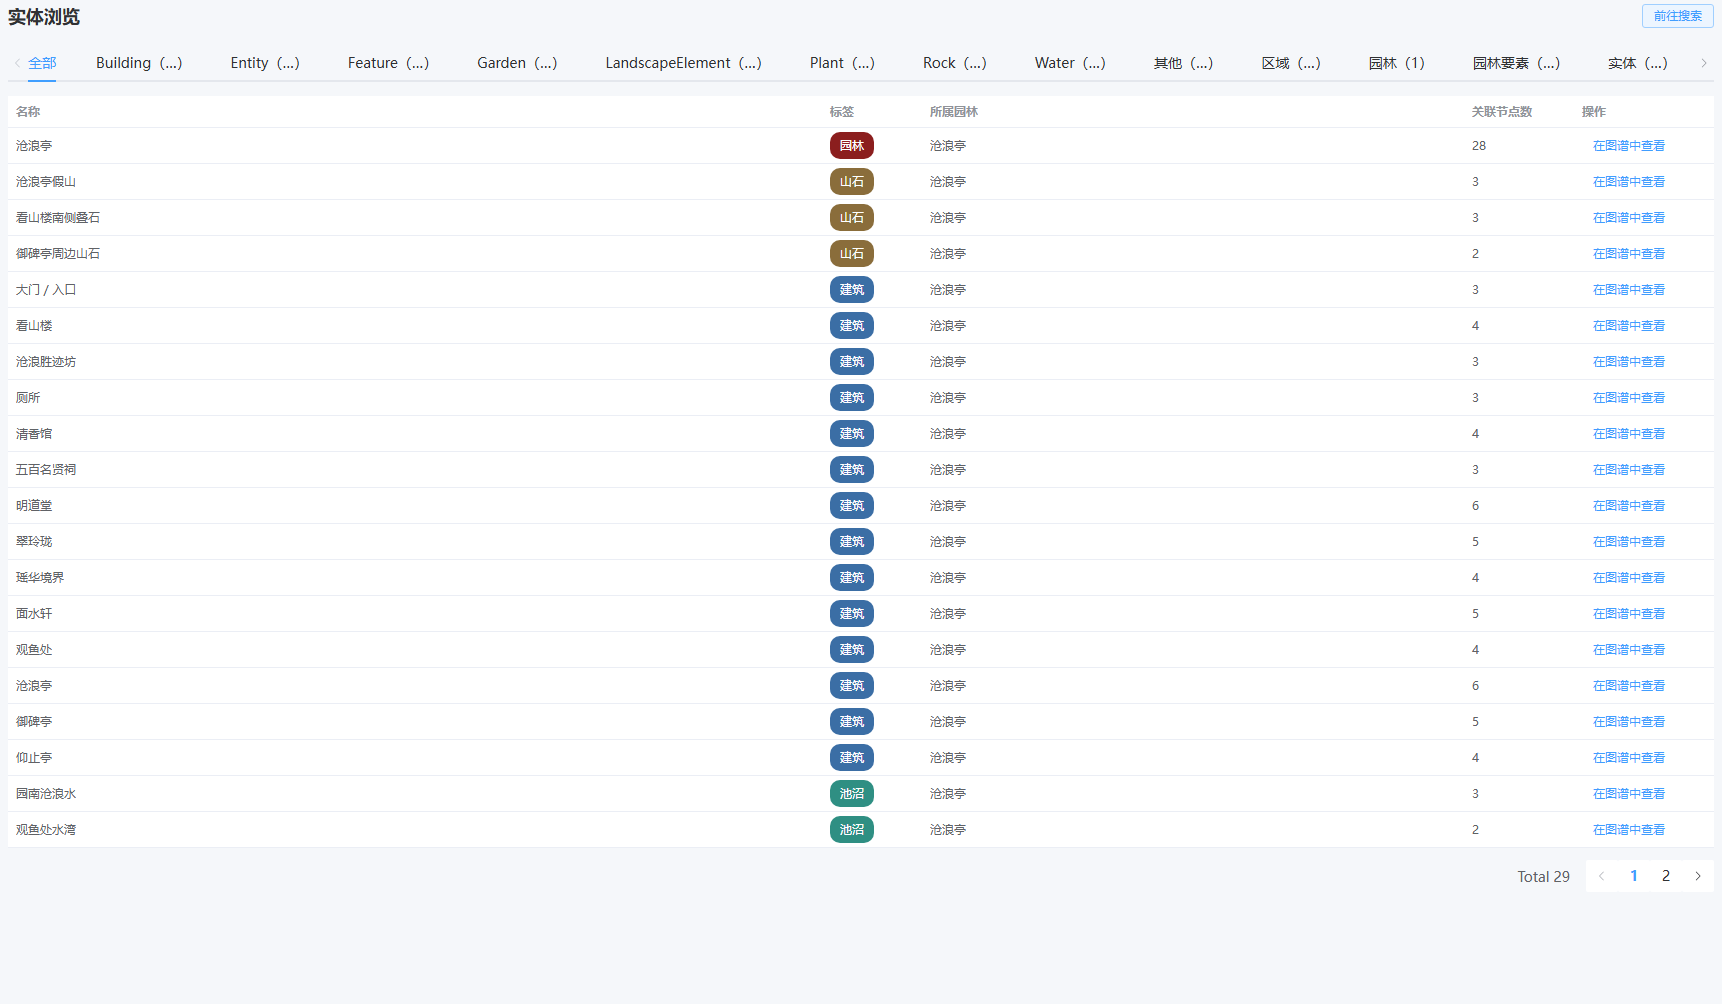 实体浏览
前往搜索
全部 Building（...） Entity（...） Feature（...） Garden（...） LandscapeElement（...） Plant（...） Rock（...） Water（...） 其他（...） 区域（...） 园林（1） 园林要素（...） 实体（...）
名称 标签 所属园林 关联节点数 操作
沧浪亭 园林 沧浪亭 28 在图谱中查看
沧浪亭假山 山石 沧浪亭 3 在图谱中查看
看山楼南侧叠石 山石 沧浪亭 3 在图谱中查看
御碑亭周边山石 山石 沧浪亭 2 在图谱中查看
大门 / 入口 建筑 沧浪亭 3 在图谱中查看
看山楼 建筑 沧浪亭 4 在图谱中查看
沧浪胜迹坊 建筑 沧浪亭 3 在图谱中查看
厕所 建筑 沧浪亭 3 在图谱中查看
清香馆 建筑 沧浪亭 4 在图谱中查看
五百名贤祠 建筑 沧浪亭 3 在图谱中查看
明道堂 建筑 沧浪亭 6 在图谱中查看
翠玲珑 建筑 沧浪亭 5 在图谱中查看
瑶华境界 建筑 沧浪亭 4 在图谱中查看
面水轩 建筑 沧浪亭 5 在图谱中查看
观鱼处 建筑 沧浪亭 4 在图谱中查看
沧浪亭 建筑 沧浪亭 6 在图谱中查看
御碑亭 建筑 沧浪亭 5 在图谱中查看
仰止亭 建筑 沧浪亭 4 在图谱中查看
园南沧浪水 池沼 沧浪亭 3 在图谱中查看
观鱼处水湾 池沼 沧浪亭 2 在图谱中查看
Total 29 1 2